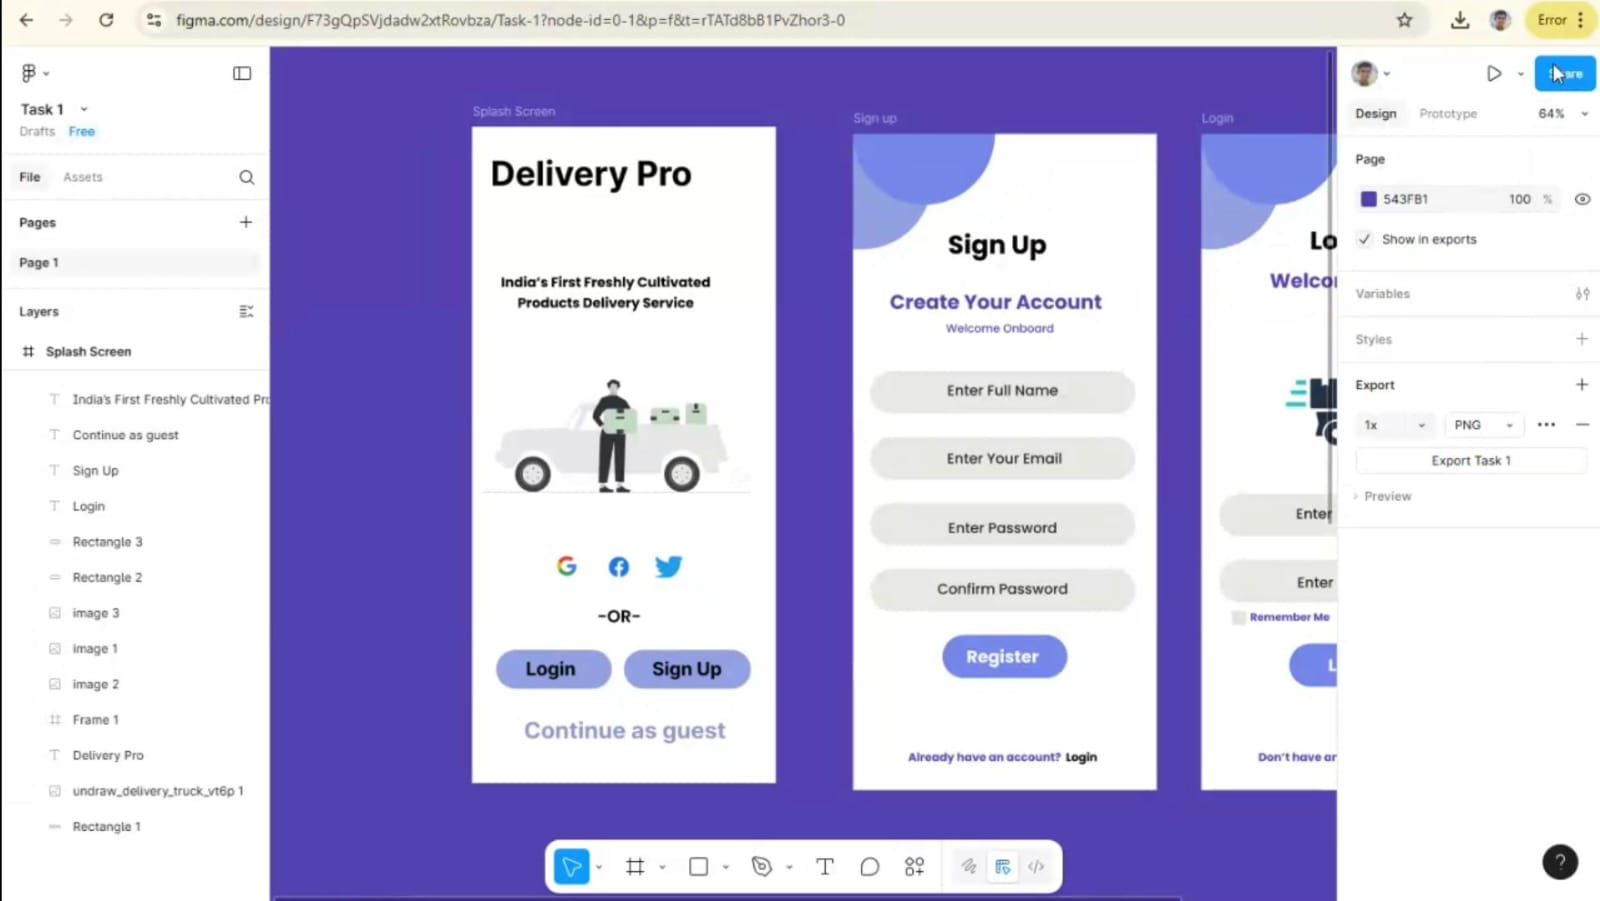 figma.com/design/F73gQpSVjdadw2xtRovbza/Task-1?node-id=0-1&p=f&t=rTATd8bB1PvZhor3-0
Error
Task 1
Drafts Free
File Assets
Pages
Page 1
Layers
Splash Screen
India's First Freshly Cultivated Pro
Continue as guest
Sign Up
Login
Rectangle 3
Rectangle 2
image 3
image 1
image 2
Frame 1
Delivery Pro
undraw_delivery_truck_vt6p 1
Rectangle 1
Splash Screen
Delivery Pro
India's First Freshly Cultivated
Products Delivery Service
-OR-
Login Sign Up
Continue as guest
Sign up
Sign Up
Create Your Account
Welcome Onboard
Enter Full Name
Enter Your Email
Enter Password
Confirm Password
Register
Already have an account? Login
Login
Lo
Welco
Enter
Enter
Remember Me
L
Don't have ar
Design Prototype 64%
Page
543FB1 100 %
Show in exports
Variables
Styles
Export
1x PNG
Export Task 1
Preview
?